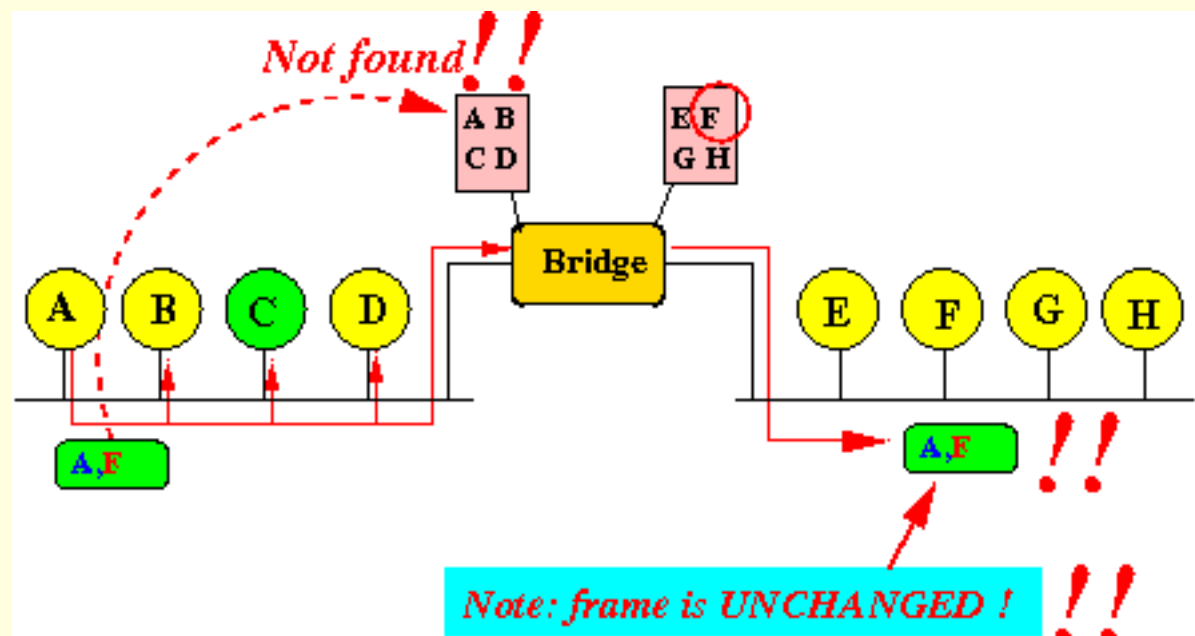 Not found!!
A B
C D
E F
G H
Bridge
A
B
C
D
E
F
G
H
A,F
A,F !!
Note: frame is UNCHANGED ! !!